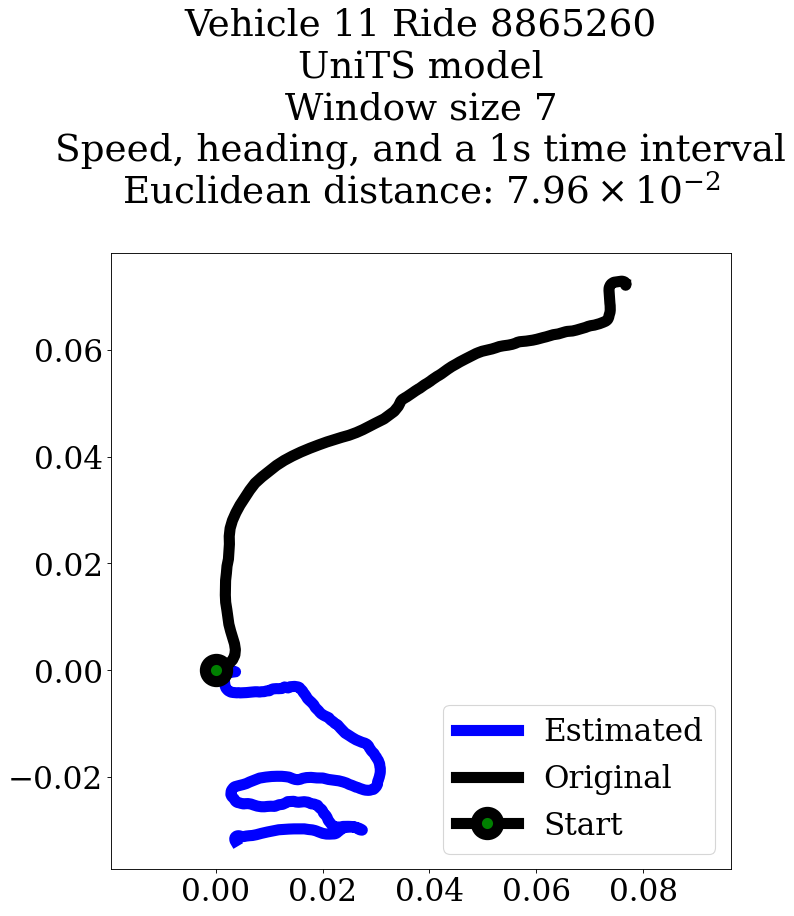 Vehicle 11 Ride 8865260
UniTS model
Window size 7
Speed, heading, and a 1s time interval
Euclidean distance: 7.96 × 10⁻²
0.06
0.04
0.02
0.00
−0.02
Estimated
Original
Start
0.00 0.02 0.04 0.06 0.08